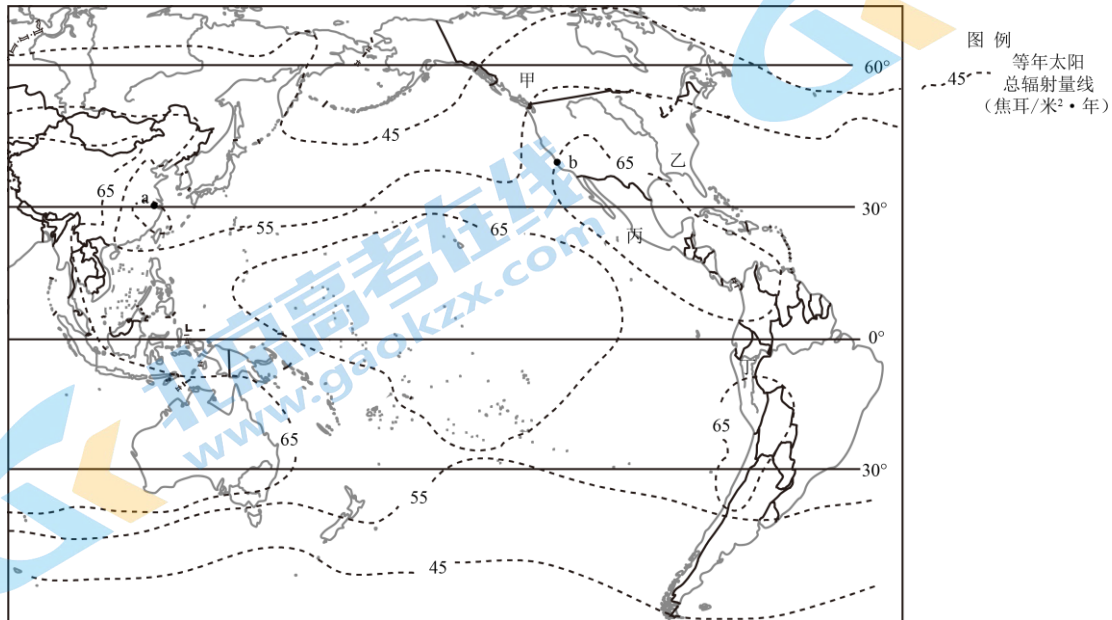 图 例
等年太阳
总辐射量线
(焦耳/米²·年)
45
60°
甲
45
65
乙
b
65
a
30°
55
65
丙
北京高考在线
www.gaokzx.com
0°
丁
65
65
30°
55
45